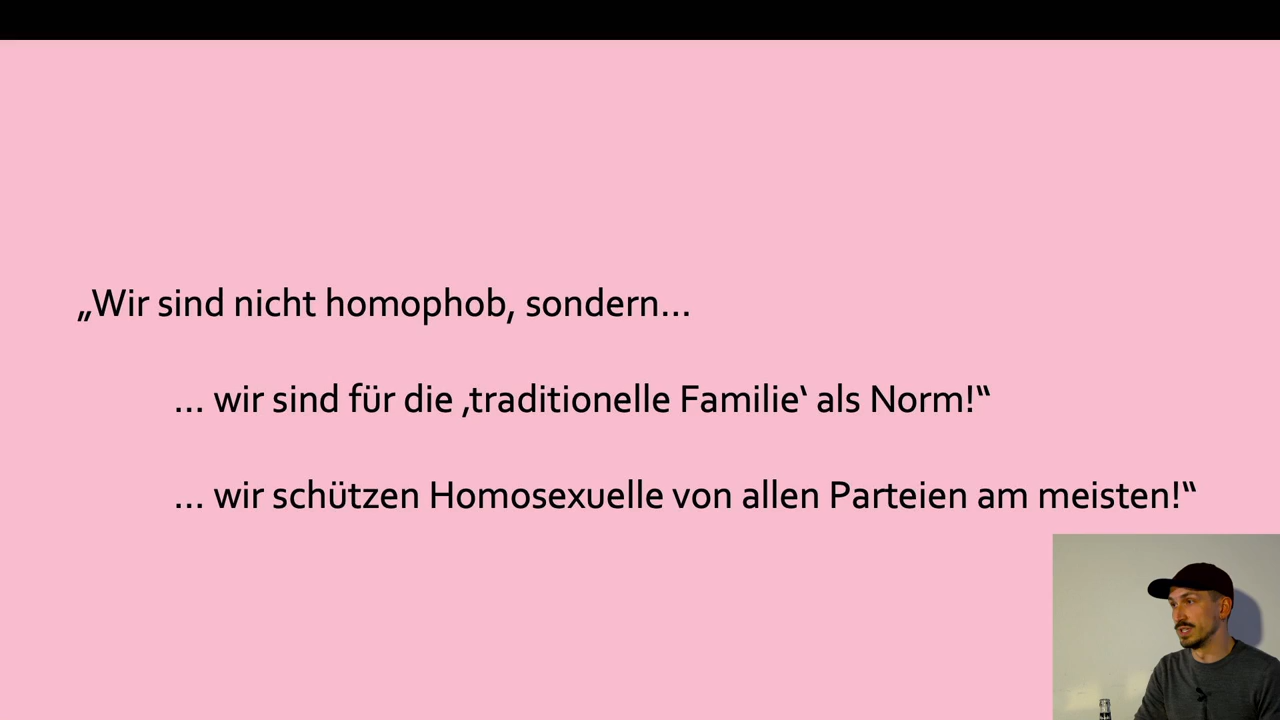 „Wir sind nicht homophob, sondern...
... wir sind für die ‚traditionelle Familie‘ als Norm!“
... wir schützen Homosexuelle von allen Parteien am meisten!“